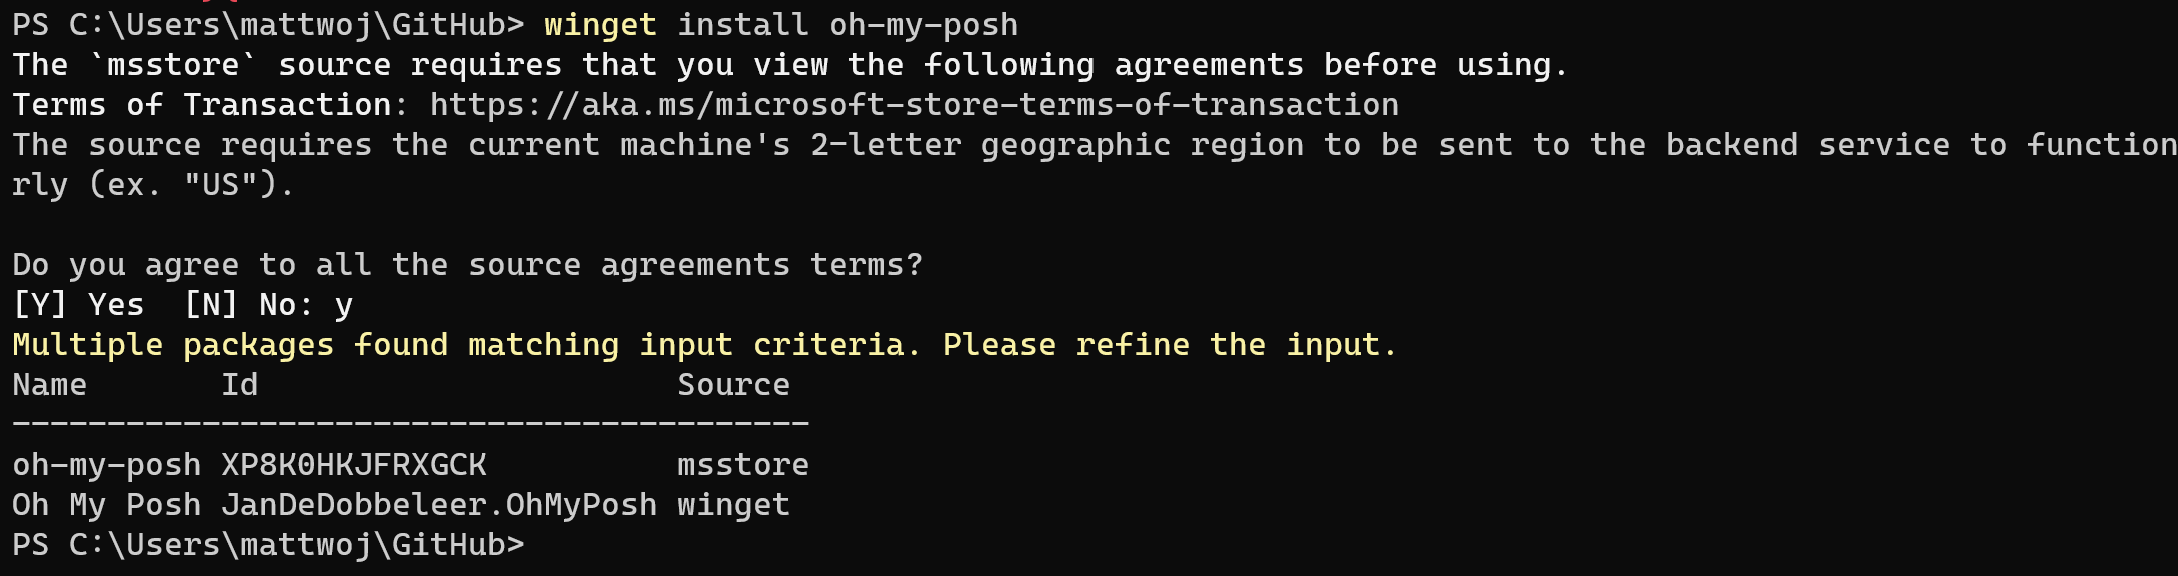 PS C:\Users\mattwoj\GitHub> winget install oh-my-posh
The `msstore` source requires that you view the following agreements before using.
Terms of Transaction: https://aka.ms/microsoft-store-terms-of-transaction
The source requires the current machine's 2-letter geographic region to be sent to the backend service to function
rly (ex. "US").
Do you agree to all the source agreements terms?
[Y] Yes  [N] No: y
Multiple packages found matching input criteria. Please refine the input.
Name       Id                      Source
------------------------------------------
oh-my-posh XP8K0HKJFRXGCK          msstore
Oh My Posh JanDeDobbeleer.OhMyPosh winget
PS C:\Users\mattwoj\GitHub>